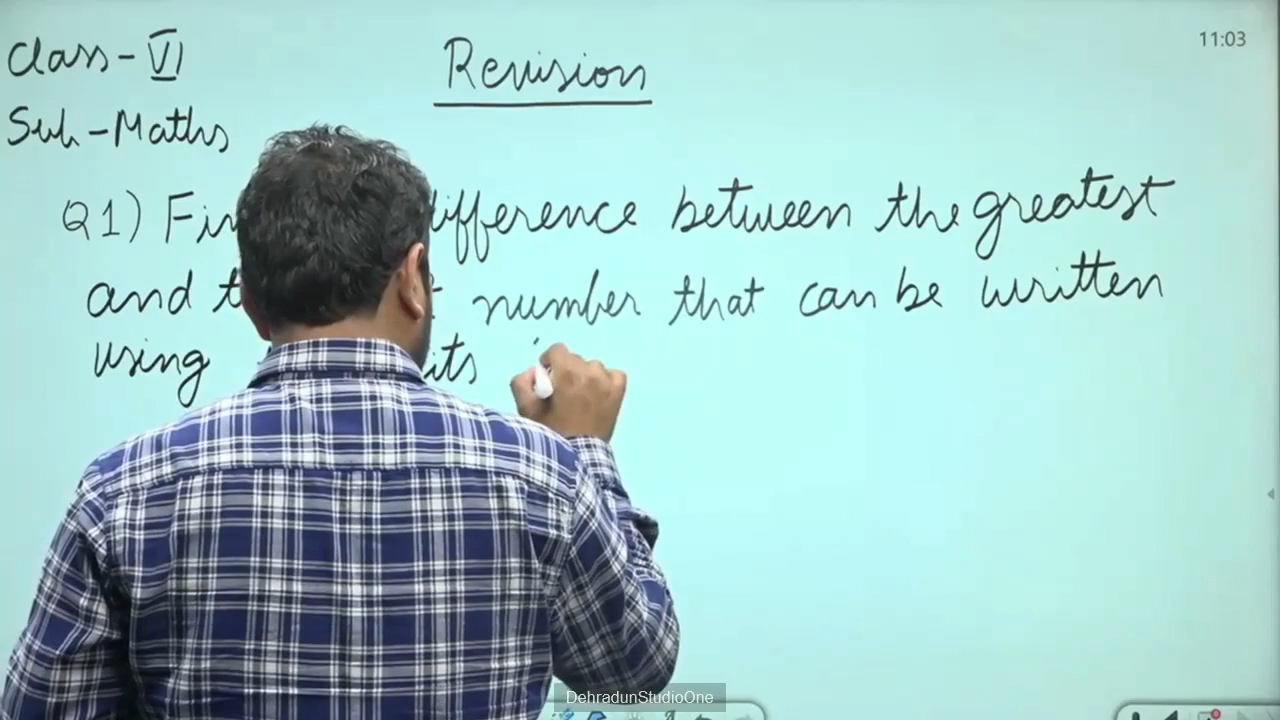 11:03
Class - VI
Revision
Sub - Maths
Q1) Fin difference between the greatest
and t number that can be written
using its
DehradunStudioOne